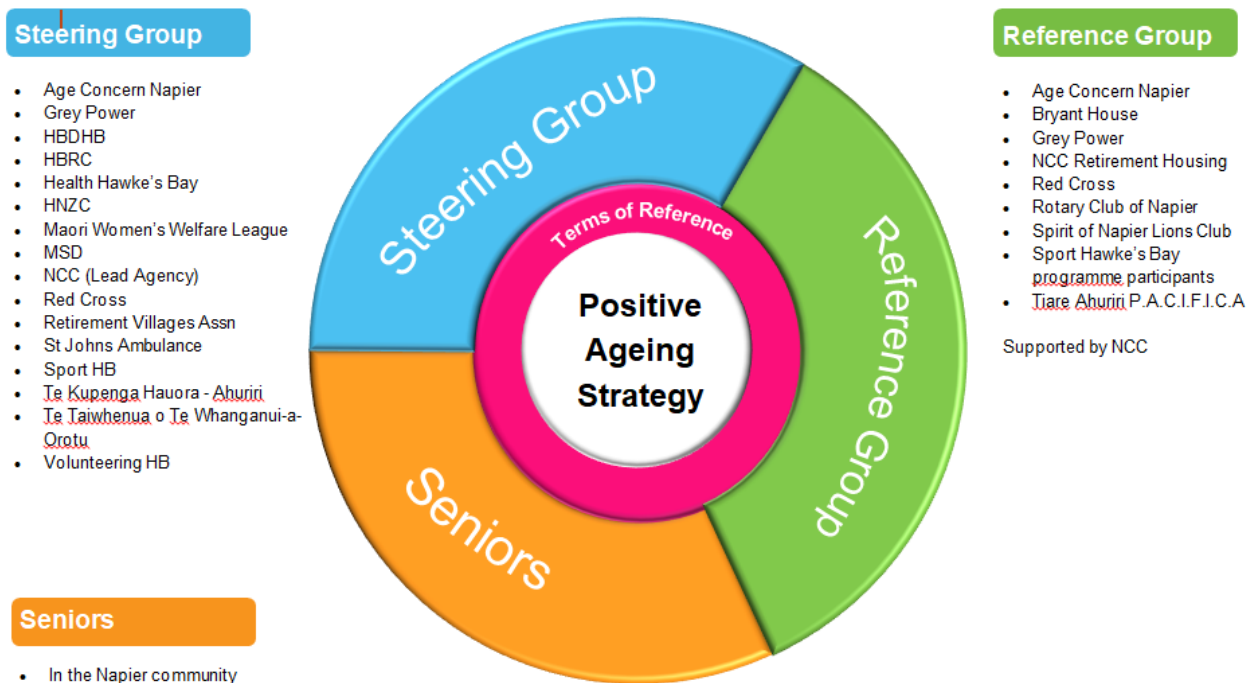 Steering Group
Age Concern Napier
Grey Power
HBDHB
HBRC
Health Hawke's Bay
HNZC
Maori Women's Welfare League
MSD
NCC (Lead Agency)
Red Cross
Retirement Villages Assn
St Johns Ambulance
Sport HB
Te Kupenga Hauora - Ahuriri
Te Taiwhenua o Te Whanganui-a-
Orotu
Volunteering HB
Seniors
In the Napier community
Steering Group
Terms of Reference
Positive
Ageing
Strategy
Reference Group
Seniors
Reference Group
Age Concern Napier
Bryant House
Grey Power
NCC Retirement Housing
Red Cross
Rotary Club of Napier
Spirit of Napier Lions Club
Sport Hawke's Bay
programme participants
Tiare Ahuriri P.A.C.I.F.I.C.A
Supported by NCC